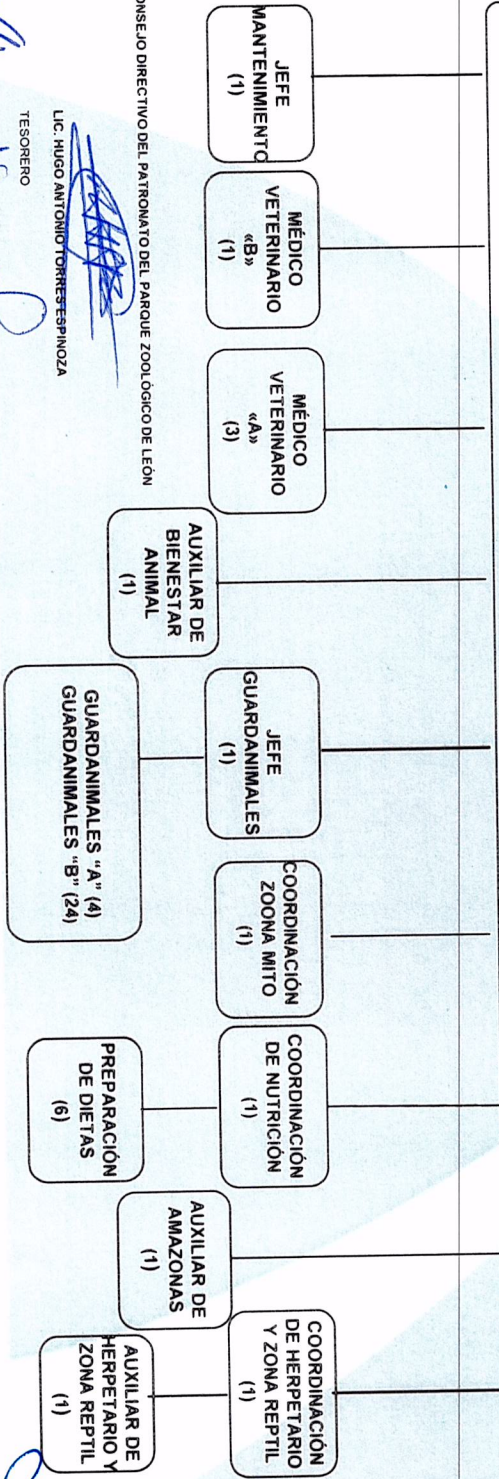 JEFE
MANTENIMIENTO
(1)
MÉDICO
VETERINARIO
«B»
(1)
MÉDICO
VETERINARIO
«A»
(3)
AUXILIAR DE
BIENESTAR
ANIMAL
(1)
JEFE
GUARDANIMALES
(1)
GUARDANIMALES "A" (4)
GUARDANIMALES "B" (24)
COORDINACIÓN
ZOONA MITO
(1)
COORDINACIÓN
DE NUTRICIÓN
(1)
PREPARACIÓN
DE DIETAS
(6)
AUXILIAR DE
AMAZONAS
(1)
COORDINACIÓN
DE HERPETARIO
Y ZONA REPTIL
(1)
AUXILIAR DE
HERPETARIO Y
ZONA REPTIL
(1)
ONSEJO DIRECTIVO DEL PATRONATO DEL PARQUE ZOOLÓGICO DE LEÓN
LIC. HUGO ANTONIO TORRES ESPINOZA
TESORERO